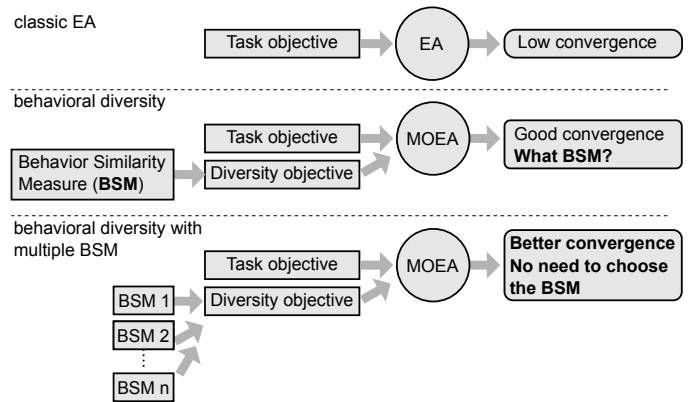 classic EA
Task objective
EA
Low convergence
behavioral diversity
Behavior Similarity
Measure (BSM)
Task objective
Diversity objective
MOEA
Good convergence
What BSM?
behavioral diversity with
multiple BSM
Task objective
Diversity objective
MOEA
Better convergence
No need to choose
the BSM
BSM 1
BSM 2
BSM n